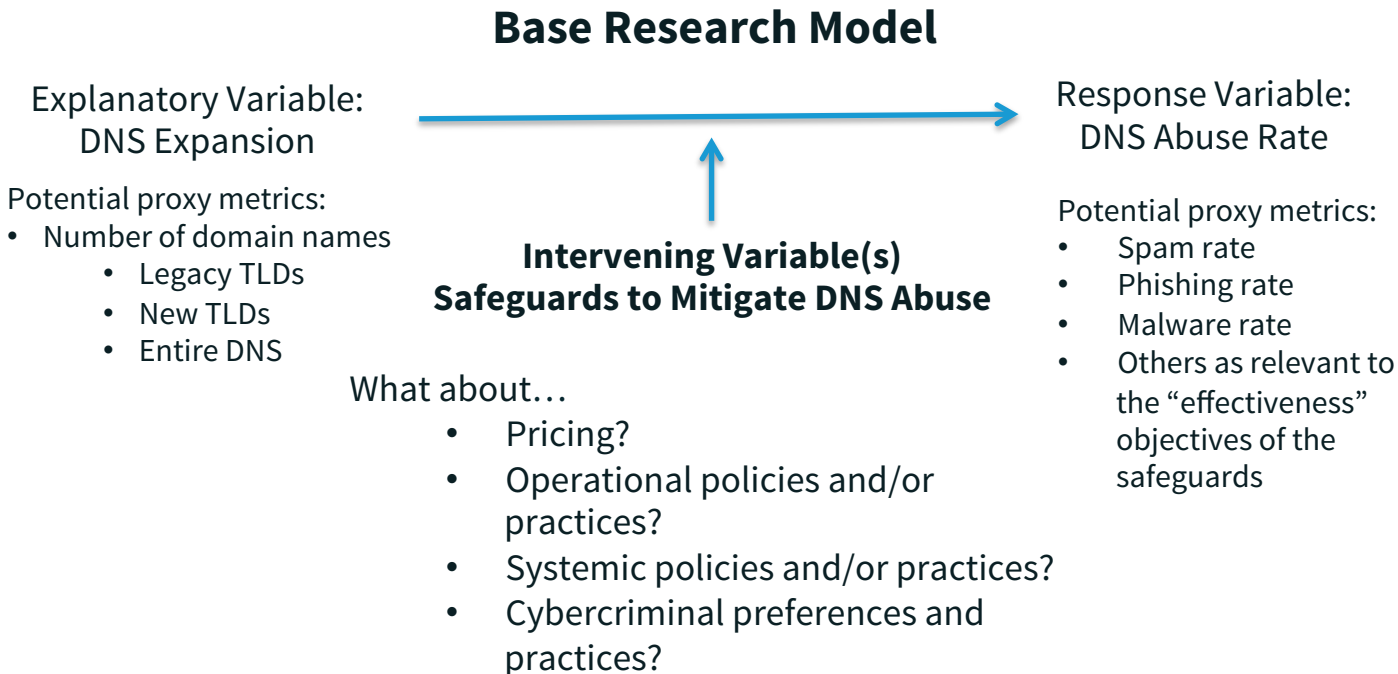 Base Research Model
Explanatory Variable:
DNS Expansion
Potential proxy metrics:
• Number of domain names
• Legacy TLDs
• New TLDs
• Entire DNS
Intervening Variable(s)
Safeguards to Mitigate DNS Abuse
What about…
• Pricing?
• Operational policies and/or
practices?
• Systemic policies and/or practices?
• Cybercriminal preferences and
practices?
Response Variable:
DNS Abuse Rate
Potential proxy metrics:
• Spam rate
• Phishing rate
• Malware rate
• Others as relevant to
the “effectiveness”
objectives of the
safeguards